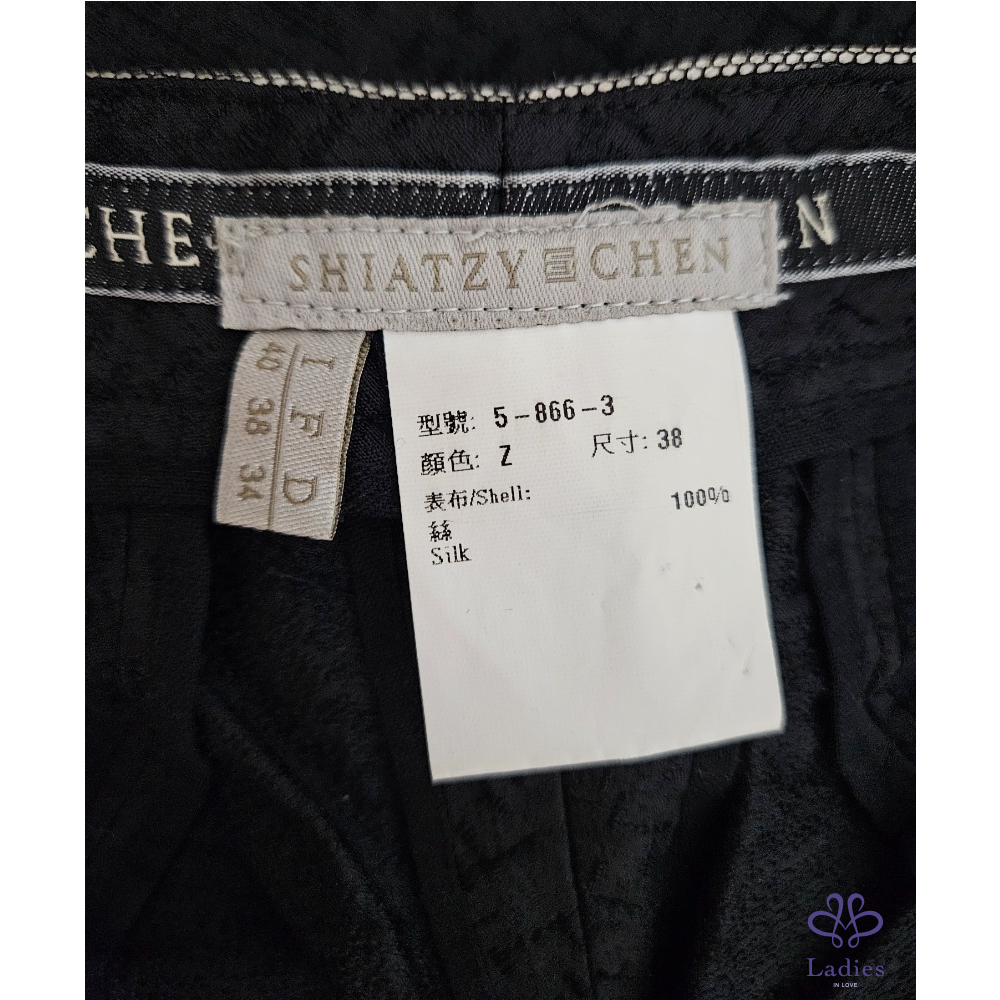 CHE
EN
SHIATZY CHEN
I F D
40 38 34
型號: 5-866-3
顏色: Z 尺寸: 38
表布/Shell: 100%
絲
Silk
Ladies
IN LOVE